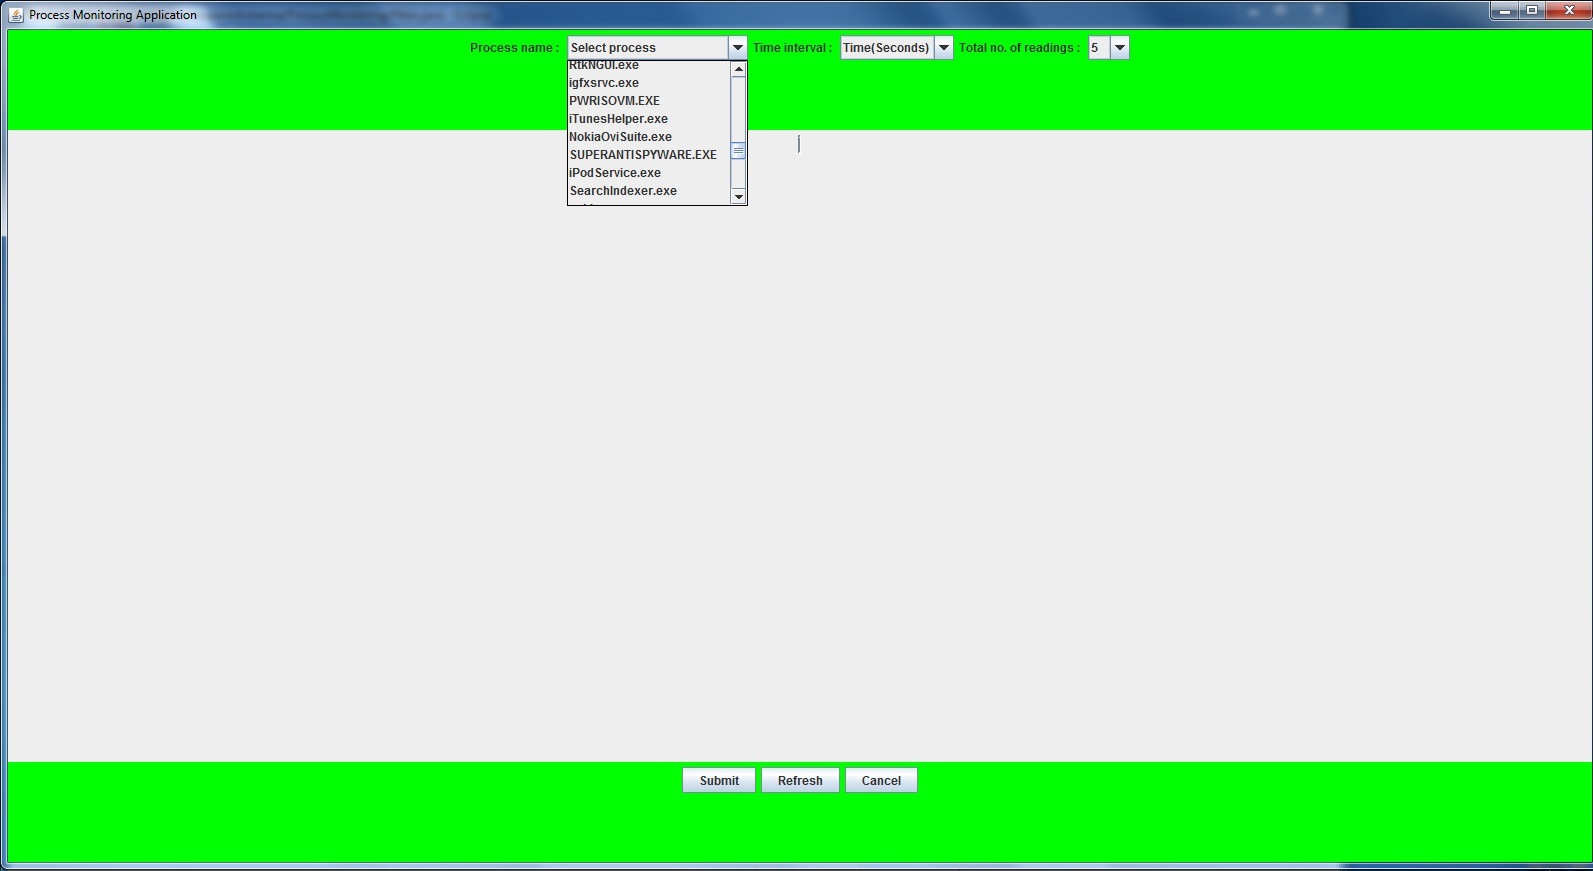 Process Monitoring Application
Process name : Select process Time interval : Time(Seconds) Total no. of readings : 5
RtkNGUI.exe
igfxsrvc.exe
PWRISOVM.EXE
iTunesHelper.exe
NokiaOviSuite.exe
SUPERANTISPYWARE.EXE
iPodService.exe
SearchIndexer.exe
Submit Refresh Cancel